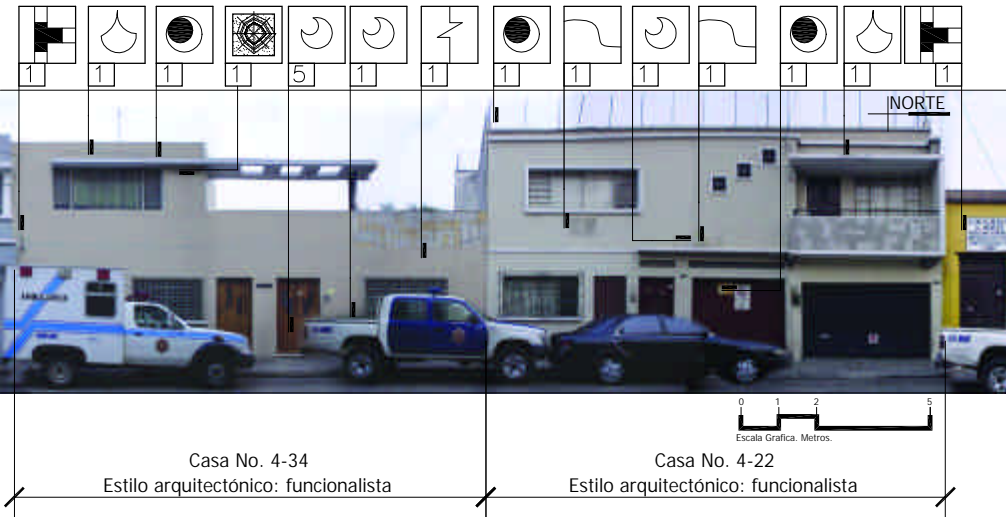 1 1 1 1 5 1 1 1 1 1 1 1 1 1
NORTE
AMBULANCIA
0 1 2 5
Escala Grafica. Metros.
Casa No. 4-34
Estilo arquitectónico: funcionalista
Casa No. 4-22
Estilo arquitectónico: funcionalista